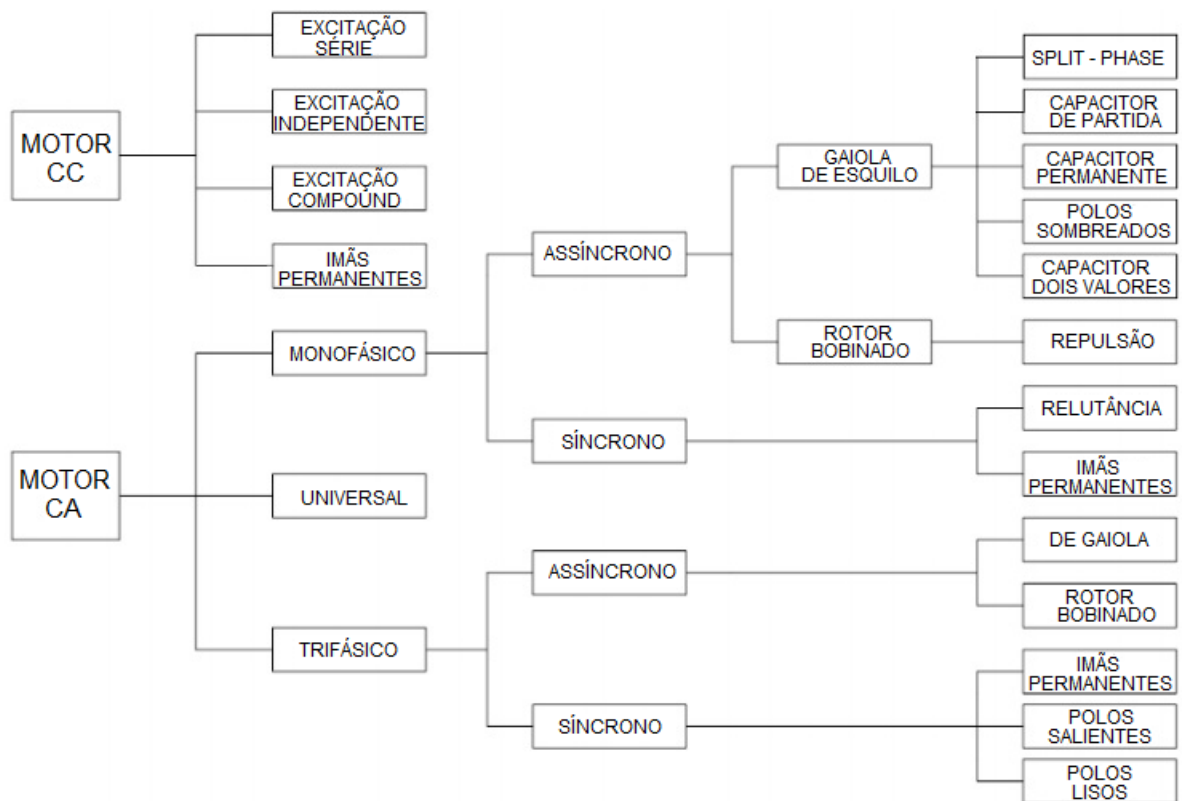 MOTOR
CC
EXCITAÇÃO
SÉRIE
EXCITAÇÃO
INDEPENDENTE
EXCITAÇÃO
COMPOUND
IMÃS
PERMANENTES
MOTOR
CA
MONOFÁSICO
UNIVERSAL
TRIFÁSICO
ASSÍNCRONO
SÍNCRONO
ASSÍNCRONO
SÍNCRONO
GAIOLA
DE ESQUILO
ROTOR
BOBINADO
SPLIT - PHASE
CAPACITOR
DE PARTIDA
CAPACITOR
PERMANENTE
POLOS
SOMBREADOS
CAPACITOR
DOIS VALORES
REPULSÃO
RELUTÂNCIA
IMÃS
PERMANENTES
DE GAIOLA
ROTOR
BOBINADO
IMÃS
PERMANENTES
POLOS
SALIENTES
POLOS
LISOS